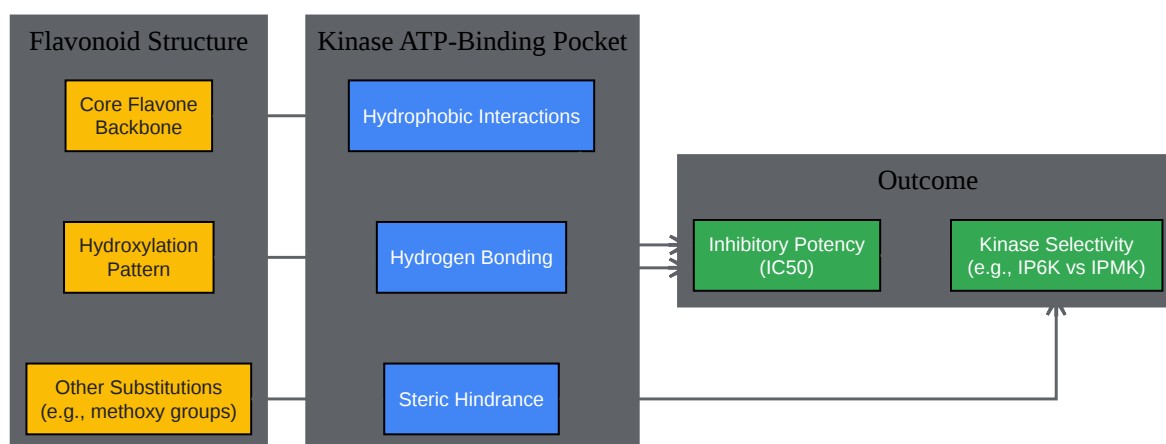 Flavonoid Structure
Core Flavone
Backbone
Hydroxylation
Pattern
Other Substitutions
(e.g., methoxy groups)
Kinase ATP-Binding Pocket
Hydrophobic Interactions
Hydrogen Bonding
Steric Hindrance
Outcome
Inhibitory Potency
(IC50)
Kinase Selectivity
(e.g., IP6K vs IPMK)